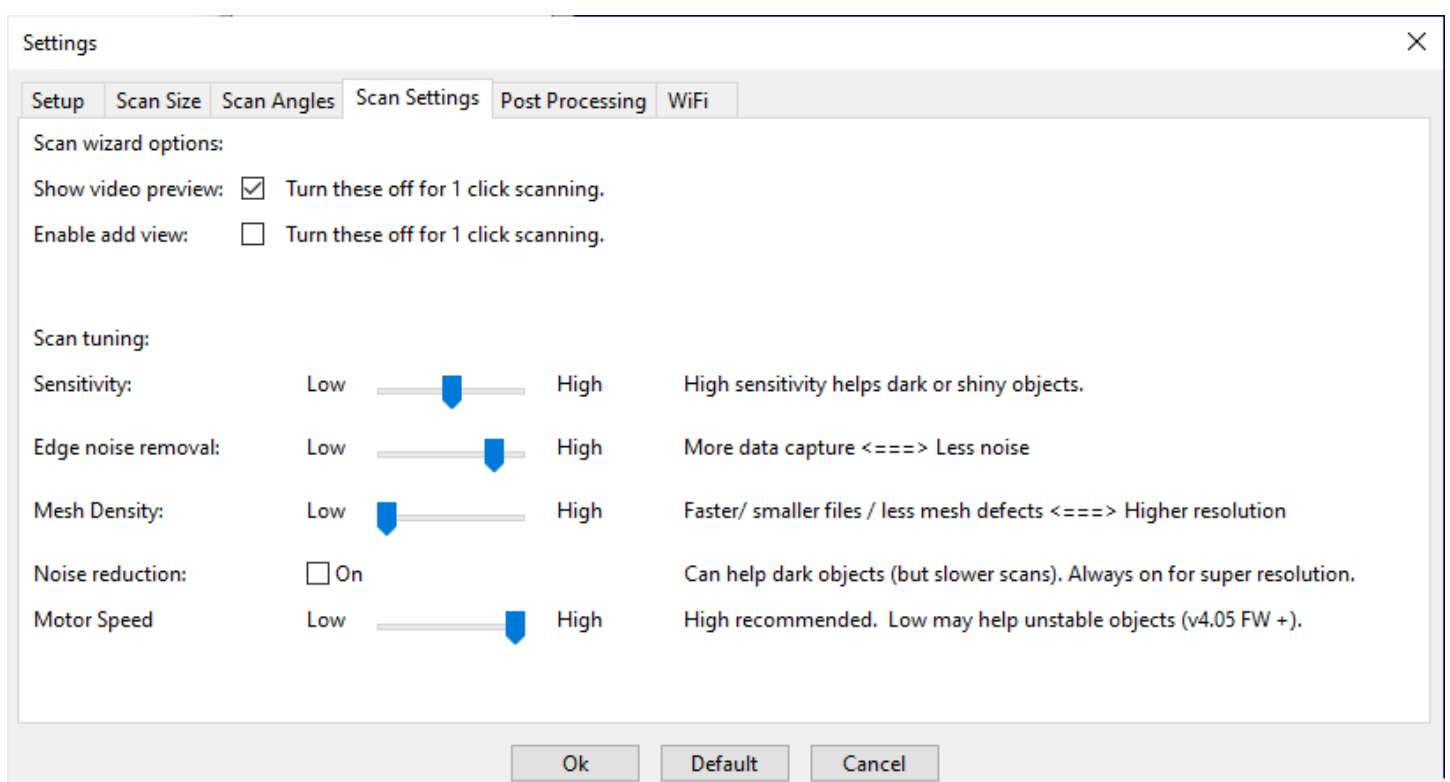 Settings
Setup Scan Size Scan Angles Scan Settings Post Processing WiFi
Scan wizard options:
Show video preview: Turn these off for 1 click scanning.
Enable add view: Turn these off for 1 click scanning.
Scan tuning:
Sensitivity: Low High High sensitivity helps dark or shiny objects.
Edge noise removal: Low High More data capture <===> Less noise
Mesh Density: Low High Faster/ smaller files / less mesh defects <===> Higher resolution
Noise reduction: On Can help dark objects (but slower scans). Always on for super resolution.
Motor Speed Low High High recommended.  Low may help unstable objects (v4.05 FW +).
Ok Default Cancel